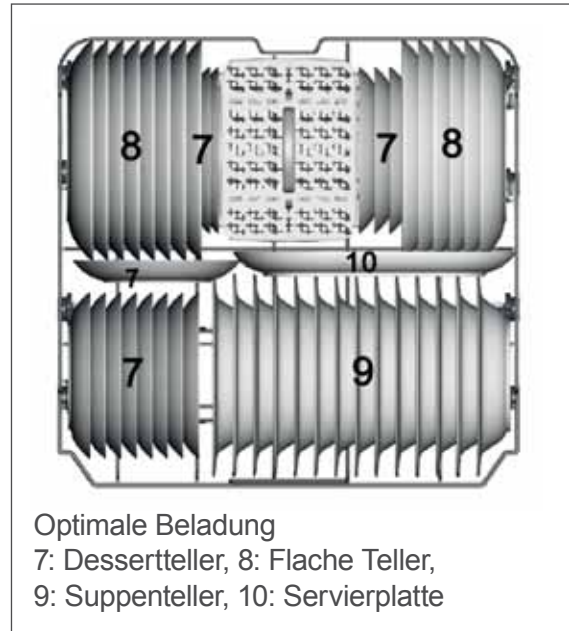 8 7 7 8
7 10
7 9
Optimale Beladung
7: Dessertteller, 8: Flache Teller,
9: Suppenteller, 10: Servierplatte